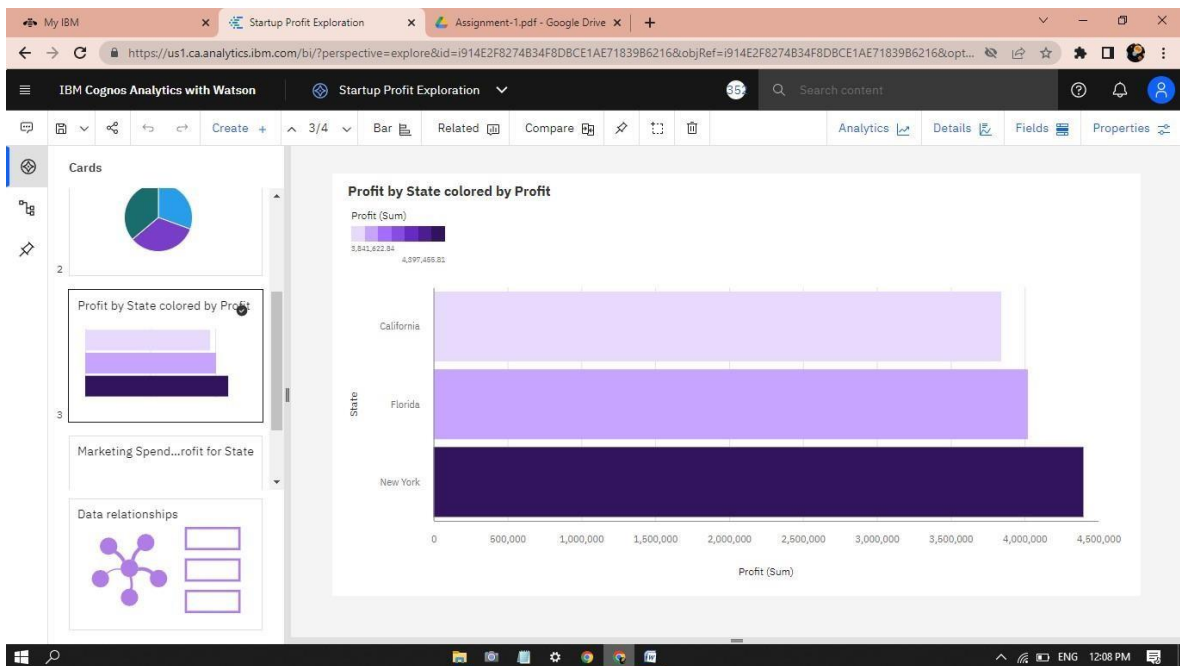 My IBM
Startup Profit Exploration
Assignment-1.pdf - Google Drive
https://us1.ca.analytics.ibm.com/bi/?perspective=explore&id=i914E2F8274B34F8DBCE1AE71839B6216&objRef=i914E2F8274B34F8DBCE1AE71839B6216&opt...
IBM Cognos Analytics with Watson
Startup Profit Exploration
Search content
Create +
3/4
Bar
Related
Compare
Analytics
Details
Fields
Properties
Cards
2
Profit by State colored by Profit
3
Marketing Spend...rofit for State
Data relationships
Profit by State colored by Profit
Profit (Sum)
3,841,622.84
4,397,466.81
California
Florida
New York
State
0 500,000 1,000,000 1,500,000 2,000,000 2,500,000 3,000,000 3,500,000 4,000,000 4,500,000
Profit (Sum)
ENG 12:08 PM